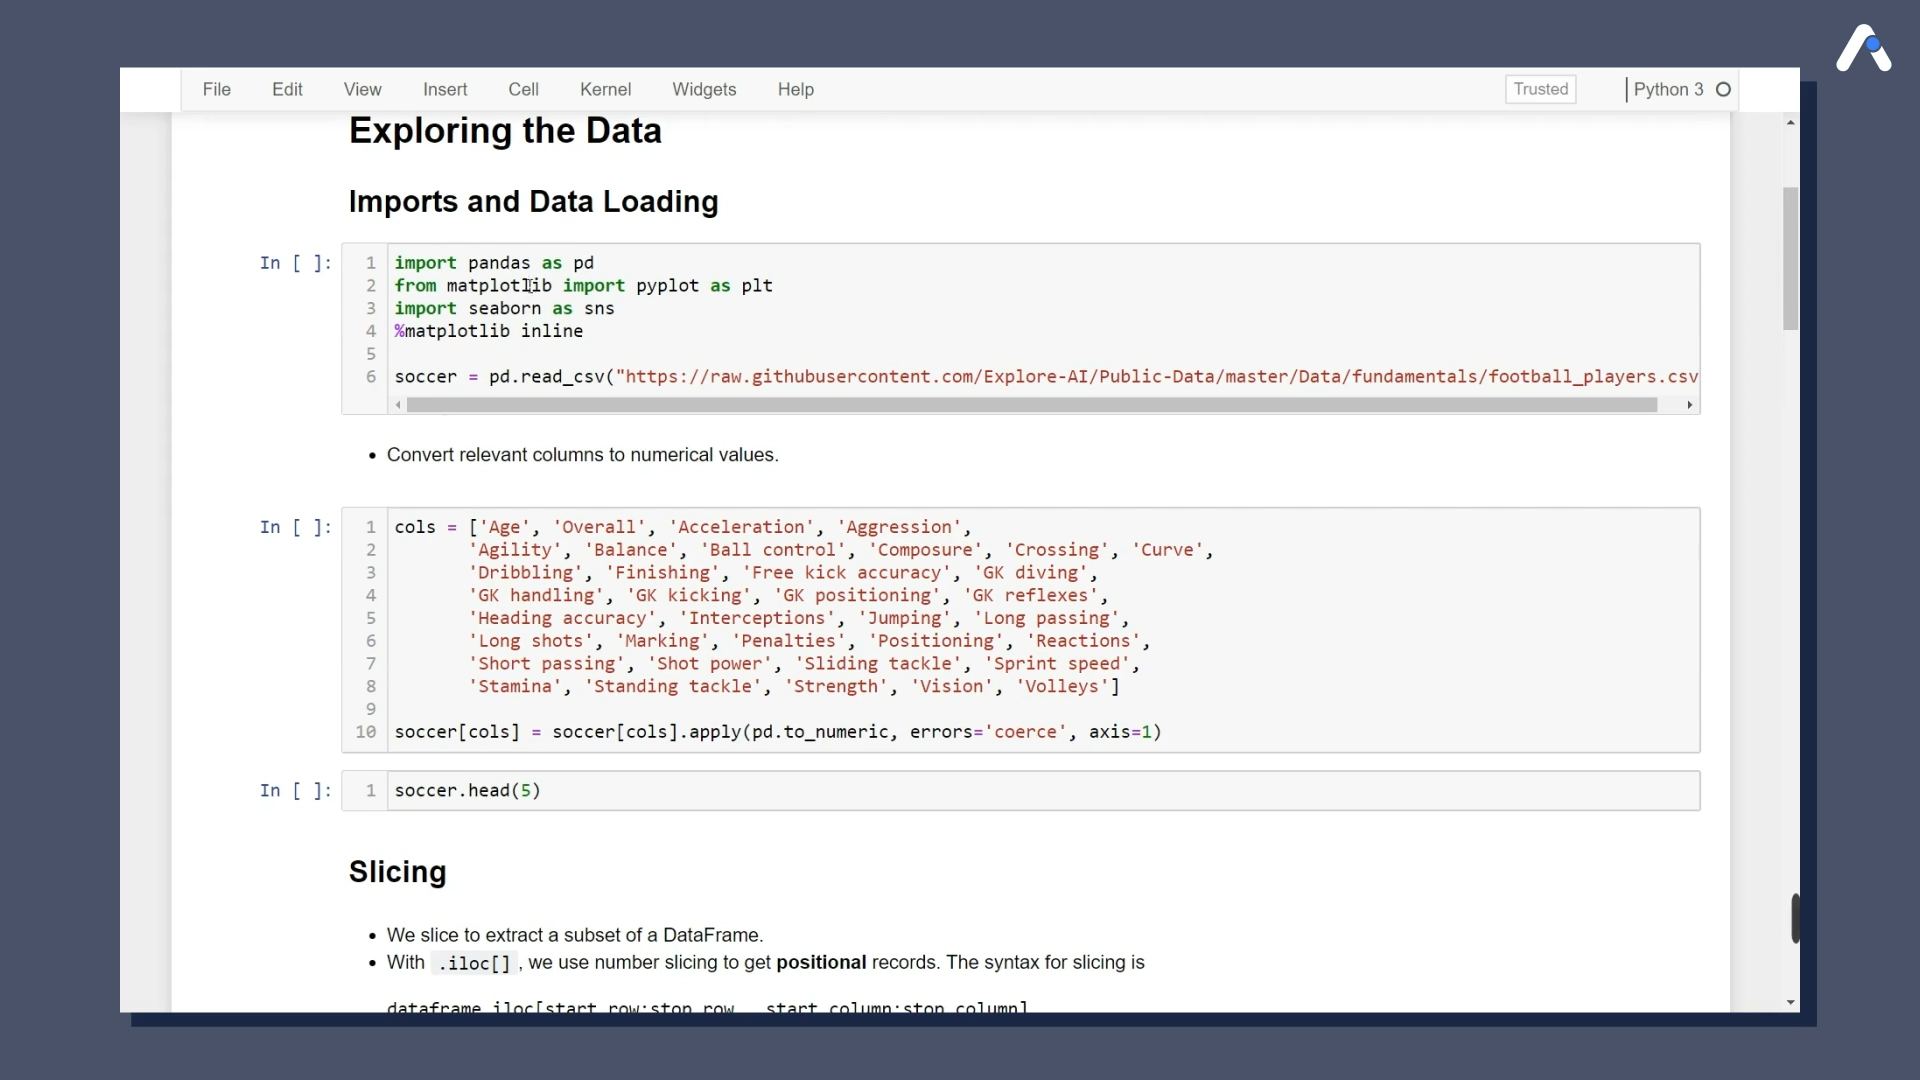 File Edit View Insert Cell Kernel Widgets Help Trusted Python 3
Exploring the Data
Imports and Data Loading
In [ ]:
1 import pandas as pd
2 from matplotlib import pyplot as plt
3 import seaborn as sns
4 %matplotlib inline
5
6 soccer = pd.read_csv("https://raw.githubusercontent.com/Explore-AI/Public-Data/master/Data/fundamentals/football_players.csv
• Convert relevant columns to numerical values.
In [ ]:
1 cols = ['Age', 'Overall', 'Acceleration', 'Aggression',
2 'Agility', 'Balance', 'Ball control', 'Composure', 'Crossing', 'Curve',
3 'Dribbling', 'Finishing', 'Free kick accuracy', 'GK diving',
4 'GK handling', 'GK kicking', 'GK positioning', 'GK reflexes',
5 'Heading accuracy', 'Interceptions', 'Jumping', 'Long passing',
6 'Long shots', 'Marking', 'Penalties', 'Positioning', 'Reactions',
7 'Short passing', 'Shot power', 'Sliding tackle', 'Sprint speed',
8 'Stamina', 'Standing tackle', 'Strength', 'Vision', 'Volleys']
9
10 soccer[cols] = soccer[cols].apply(pd.to_numeric, errors='coerce', axis=1)
In [ ]:
1 soccer.head(5)
Slicing
• We slice to extract a subset of a DataFrame.
• With .iloc[] , we use number slicing to get positional records. The syntax for slicing is
dataframe.iloc[start_row:stop_row , start_column:stop_column]